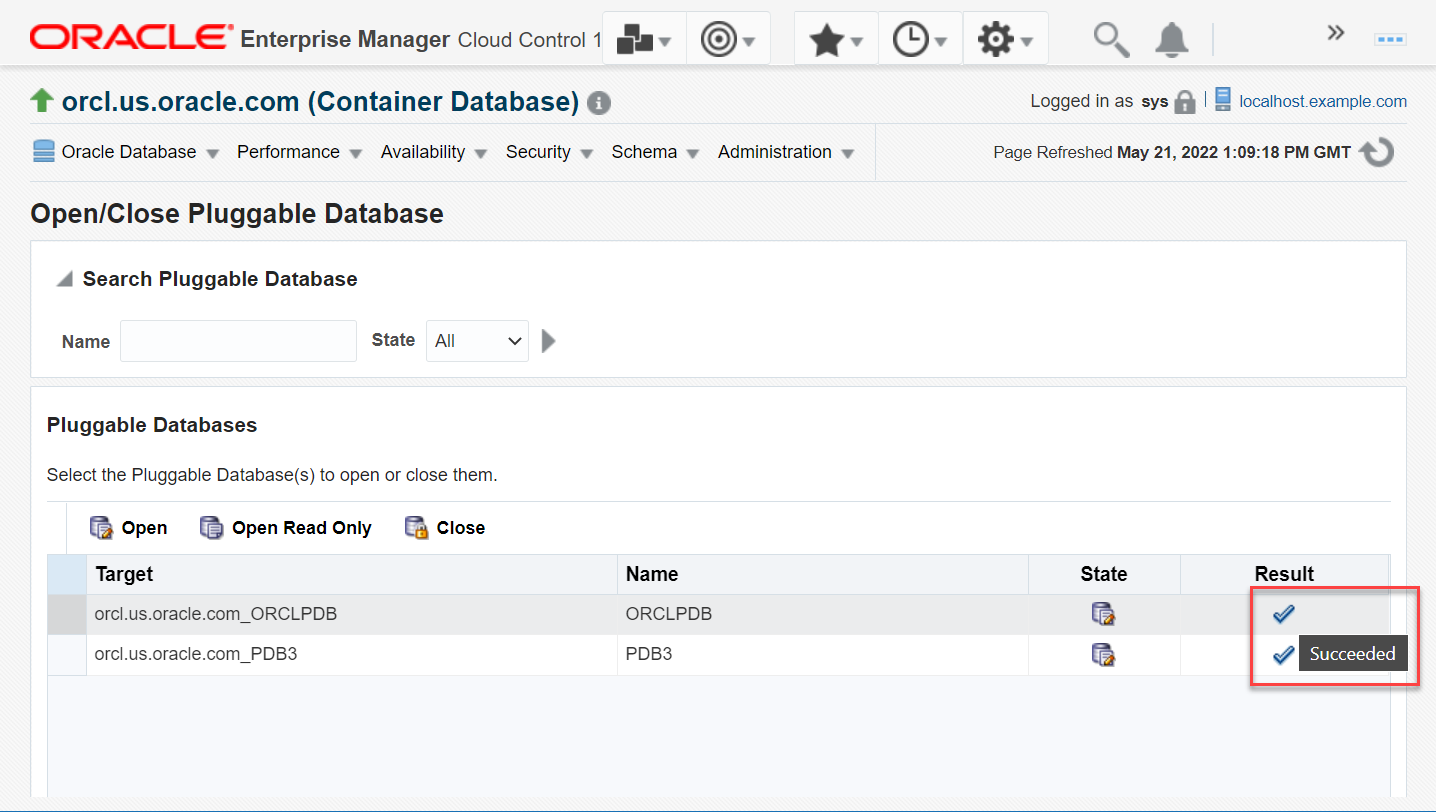 ORACLE Enterprise Manager Cloud Control 1
orcl.us.oracle.com (Container Database) Logged in as sys localhost.example.com
Oracle Database Performance Availability Security Schema Administration Page Refreshed May 21, 2022 1:09:18 PM GMT
Open/Close Pluggable Database
Search Pluggable Database
Name State All
Pluggable Databases
Select the Pluggable Database(s) to open or close them.
Open Open Read Only Close
Target Name State Result
orcl.us.oracle.com_ORCLPDB ORCLPDB
orcl.us.oracle.com_PDB3 PDB3 Succeeded